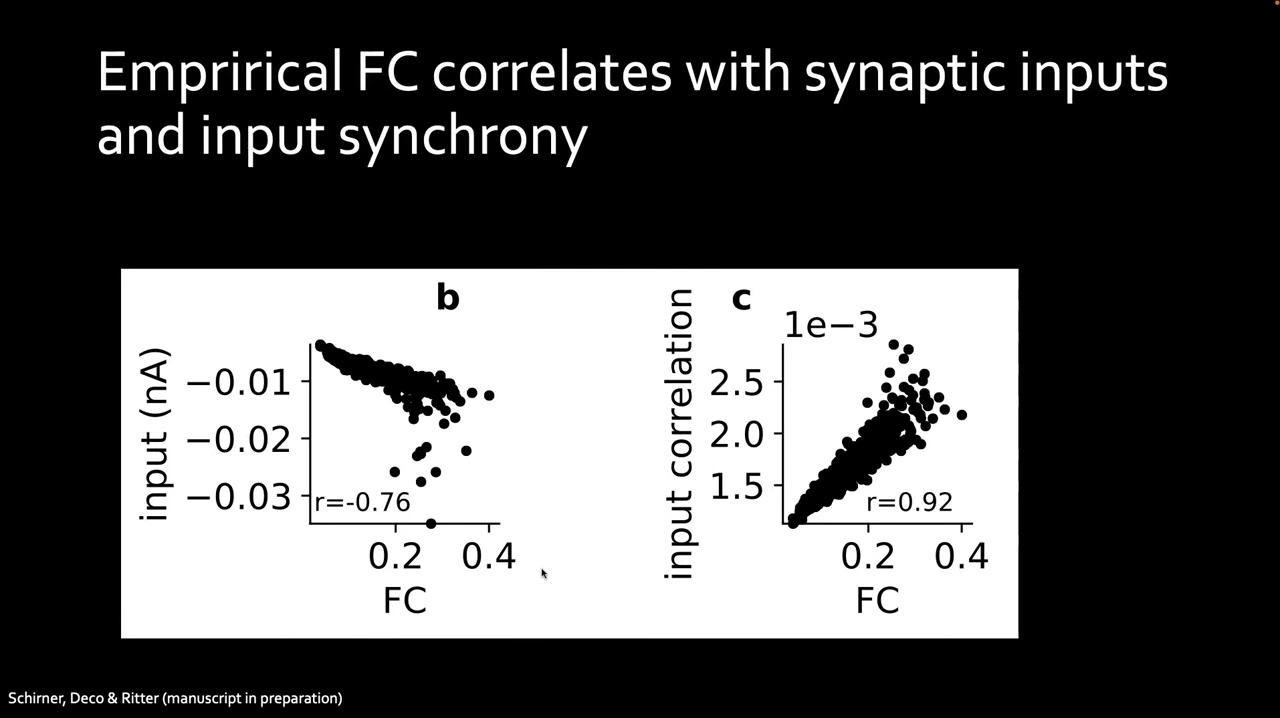 Emprirical FC correlates with synaptic inputs
and input synchrony
b
input (nA)
−0.01
−0.02
−0.03
r=-0.76
0.2 0.4
FC
c
1e−3
input correlation
2.5
2.0
1.5
r=0.92
0.2 0.4
FC
Schirner, Deco & Ritter (manuscript in preparation)